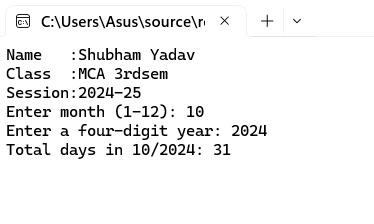 C:\Users\Asus\source\r
Name   :Shubham Yadav
Class  :MCA 3rdsem
Session:2024-25
Enter month (1-12): 10
Enter a four-digit year: 2024
Total days in 10/2024: 31